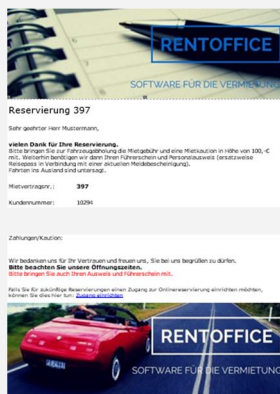 RENTOFFICE
SOFTWARE FÜR DIE VERMIETUNG
Reservierung 397
Sehr geehrter Herr Mustermann,
vielen Dank für Ihre Reservierung.
Bitte bringen Sie zur Fahrzeugabholung die Mietgebühr und eine Mietkaution in Höhe von 100,-€
mit. Weiterhin benötigen wir dann Ihren Führerschein und Personalausweis (ersatzweise
Reisepass in Verbindung mit einer aktuellen Meldebescheinigung).
Fahrten ins Ausland sind untersagt.
Mietvertragsnr.: 397
Kundennummer: 10294
Zahlungen/Kaution:
Wir bedanken uns für Ihr Vertrauen und freuen uns, Sie bei uns begrüßen zu dürfen.
Bitte beachten Sie unsere Öffnungszeiten.
Bitte bringen Sie auch Ihren Ausweis und Führerschein mit.
Falls Sie für zukünftige Reservierungen einen Zugang zur Onlinereservierung einrichten möchten,
können Sie dies hier tun: Zugang einrichten
RENTOFFICE
SOFTWARE FÜR DIE VERMIETUNG